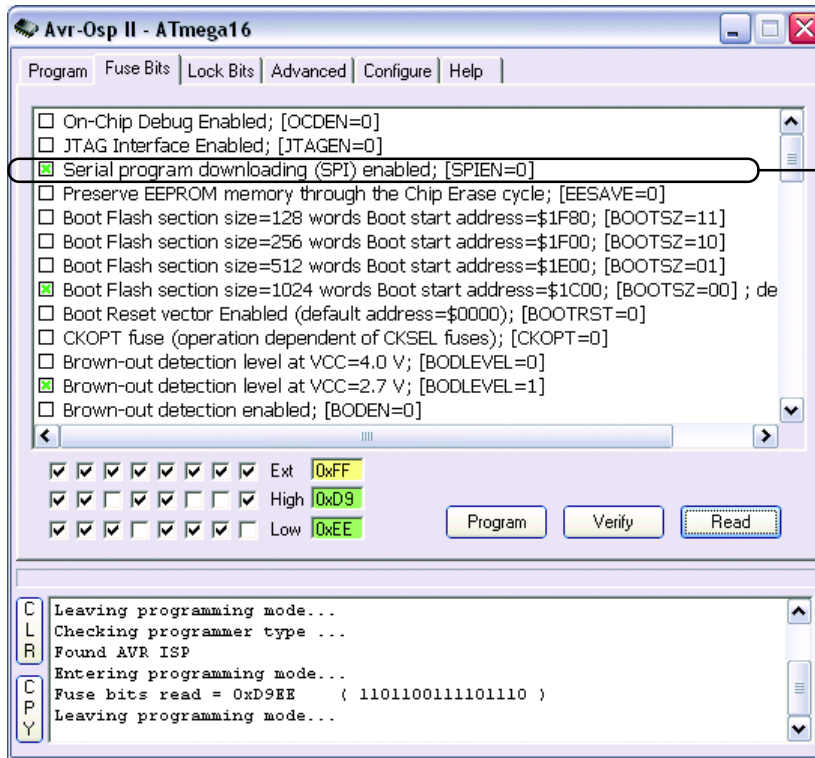 Avr-Osp II - ATmega16
Program Fuse Bits Lock Bits Advanced Configure Help
On-Chip Debug Enabled; [OCDEN=0]
JTAG Interface Enabled; [JTAGEN=0]
Serial program downloading (SPI) enabled; [SPIEN=0]
Preserve EEPROM memory through the Chip Erase cycle; [EESAVE=0]
Boot Flash section size=128 words Boot start address=$1F80; [BOOTSZ=11]
Boot Flash section size=256 words Boot start address=$1F00; [BOOTSZ=10]
Boot Flash section size=512 words Boot start address=$1E00; [BOOTSZ=01]
Boot Flash section size=1024 words Boot start address=$1C00; [BOOTSZ=00] ; de
Boot Reset vector Enabled (default address=$0000); [BOOTRST=0]
CKOPT fuse (operation dependent of CKSEL fuses); [CKOPT=0]
Brown-out detection level at VCC=4.0 V; [BODLEVEL=0]
Brown-out detection level at VCC=2.7 V; [BODLEVEL=1]
Brown-out detection enabled; [BODEN=0]
Ext 0xFF
High 0xD9
Low 0xEE
Program Verify Read
CLR
CPY
Leaving programming mode...
Checking programmer type ...
Found AVR ISP
Entering programming mode...
Fuse bits read = 0xD9EE ( 1101100111101110 )
Leaving programming mode...